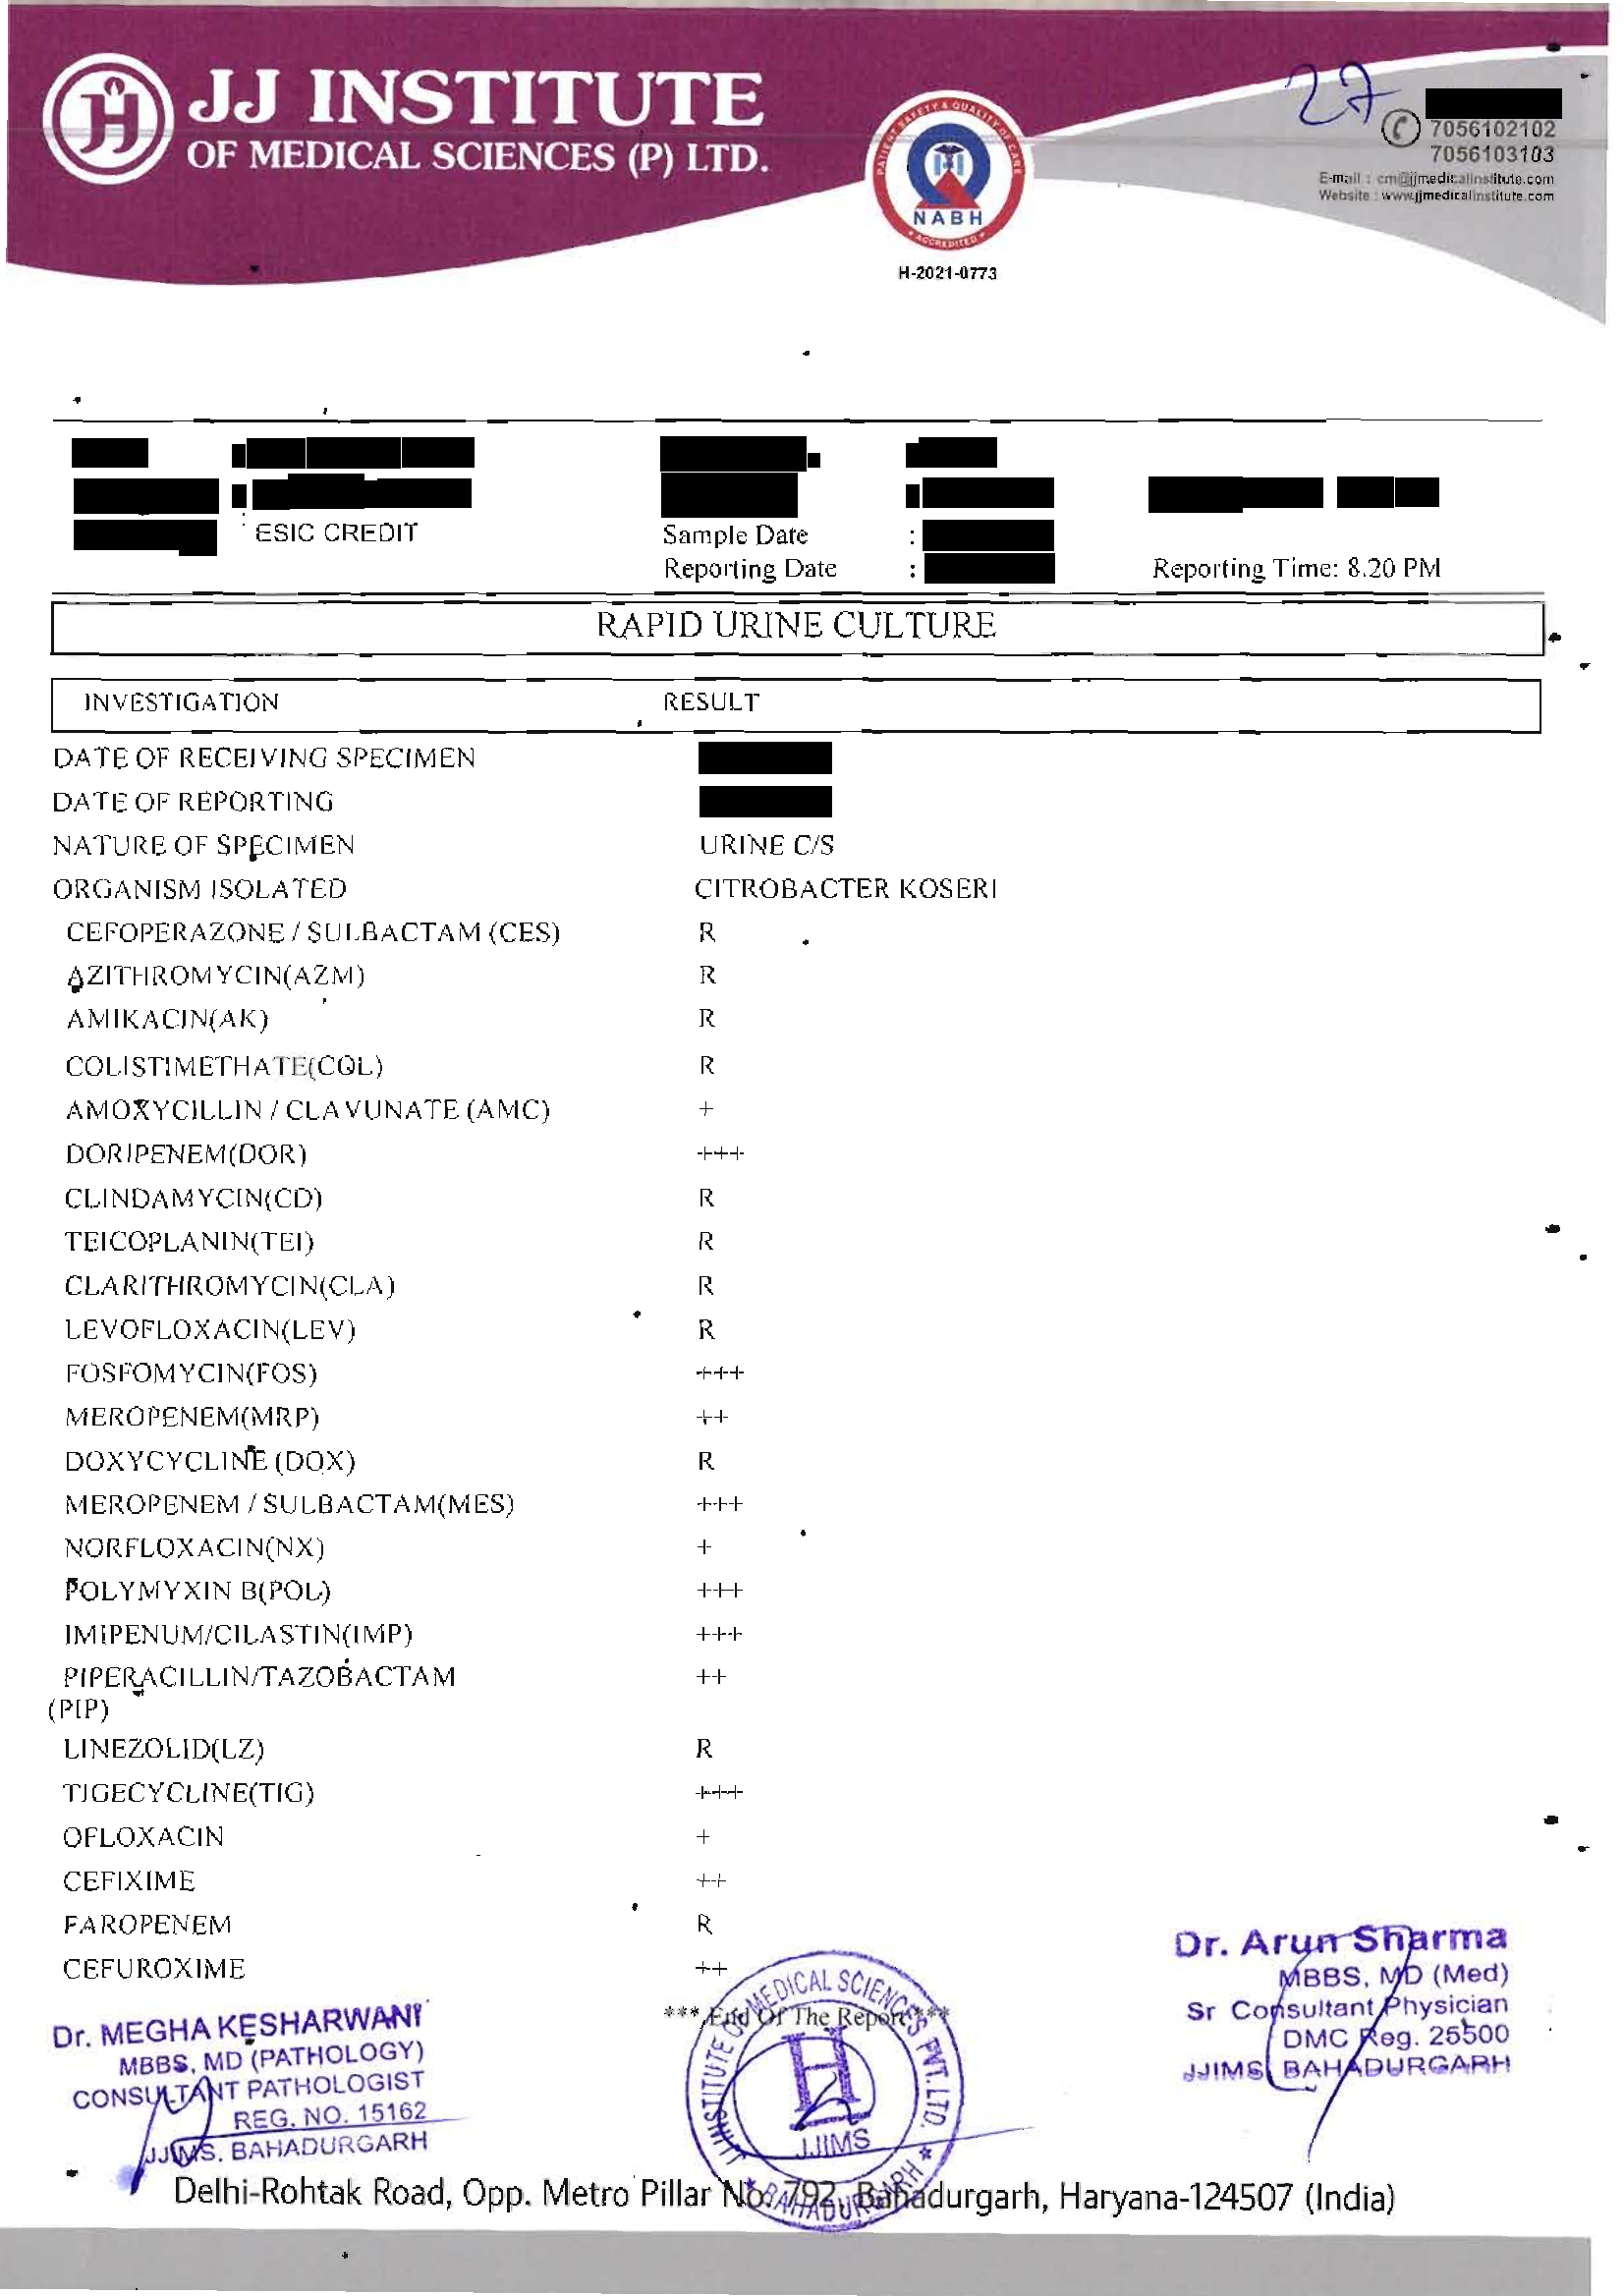 JJ INSTITUTE
OF MEDICAL SCIENCES (P) LTD.
PATIENT SAFETY & QUALITY OF CARE
NABH
ACCREDITED
H-2021-0773
27
7056102102
7056103103
E-mail : cm@jjmedicalinstitute.com
Website : www.jjmedicalinstitute.com
: ESIC CREDIT
Sample Date :
Reporting Date : Reporting Time: 8.20 PM
RAPID URINE CULTURE
INVESTIGATION RESULT
DATE OF RECEIVING SPECIMEN
DATE OF REPORTING
NATURE OF SPECIMEN URINE C/S
ORGANISM ISOLATED CITROBACTER KOSERI
CEFOPERAZONE / SULBACTAM (CES) R
AZITHROMYCIN(AZM) R
AMIKACIN(AK) R
COLISTIMETHATE(COL) R
AMOXYCILLIN / CLAVUNATE (AMC) +
DORIPENEM(DOR) +++
CLINDAMYCIN(CD) R
TEICOPLANIN(TEI) R
CLARITHROMYCIN(CLA) R
LEVOFLOXACIN(LEV) R
FOSFOMYCIN(FOS) +++
MEROPENEM(MRP) ++
DOXYCYCLINE (DOX) R
MEROPENEM / SULBACTAM(MES) +++
NORFLOXACIN(NX) +
POLYMYXIN B(POL) +++
IMIPENUM/CILASTIN(IMP) +++
PIPERACILLIN/TAZOBACTAM ++
(PIP)
LINEZOLID(LZ) R
TIGECYCLINE(TIG) +++
OFLOXACIN +
CEFIXIME ++
FAROPENEM R
CEFUROXIME ++
*** End Of The Report ***
Dr. MEGHA KESHARWANI
MBBS, MD (PATHOLOGY)
CONSULTANT PATHOLOGIST
REG. NO. 15162
JJIMS, BAHADURGARH
JJ INSTITUTE OF MEDICAL SCIENCES PVT. LTD.
JJIMS
BAHADURGARH
Dr. Arun Sharma
MBBS, MD (Med)
Sr Consultant Physician
DMC Reg. 25500
JJIMS BAHADURGARH
Delhi-Rohtak Road, Opp. Metro Pillar No. 792, Bahadurgarh, Haryana-124507 (India)